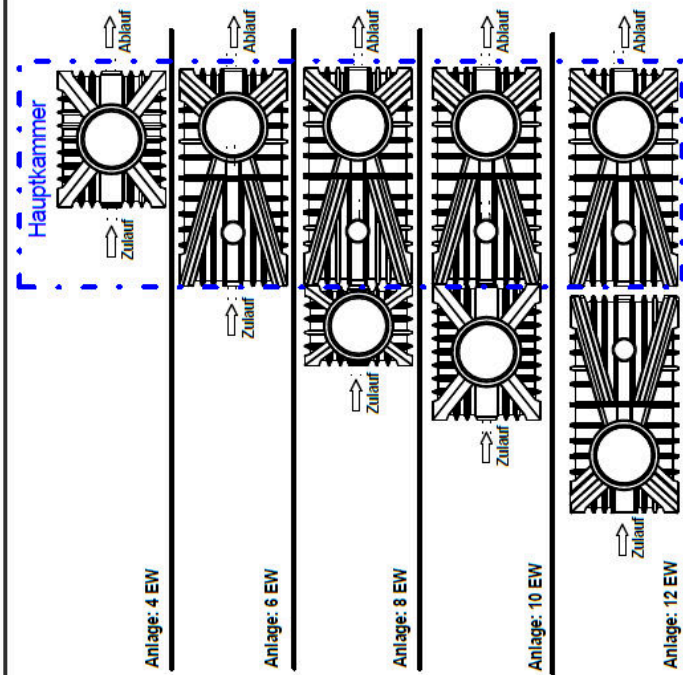 Hauptkammer
Ablauf
Zulauf
Anlage: 4 EW
Ablauf
Zulauf
Anlage: 6 EW
Ablauf
Zulauf
Anlage: 8 EW
Ablauf
Zulauf
Anlage: 10 EW
Ablauf
Zulauf
Anlage: 12 EW